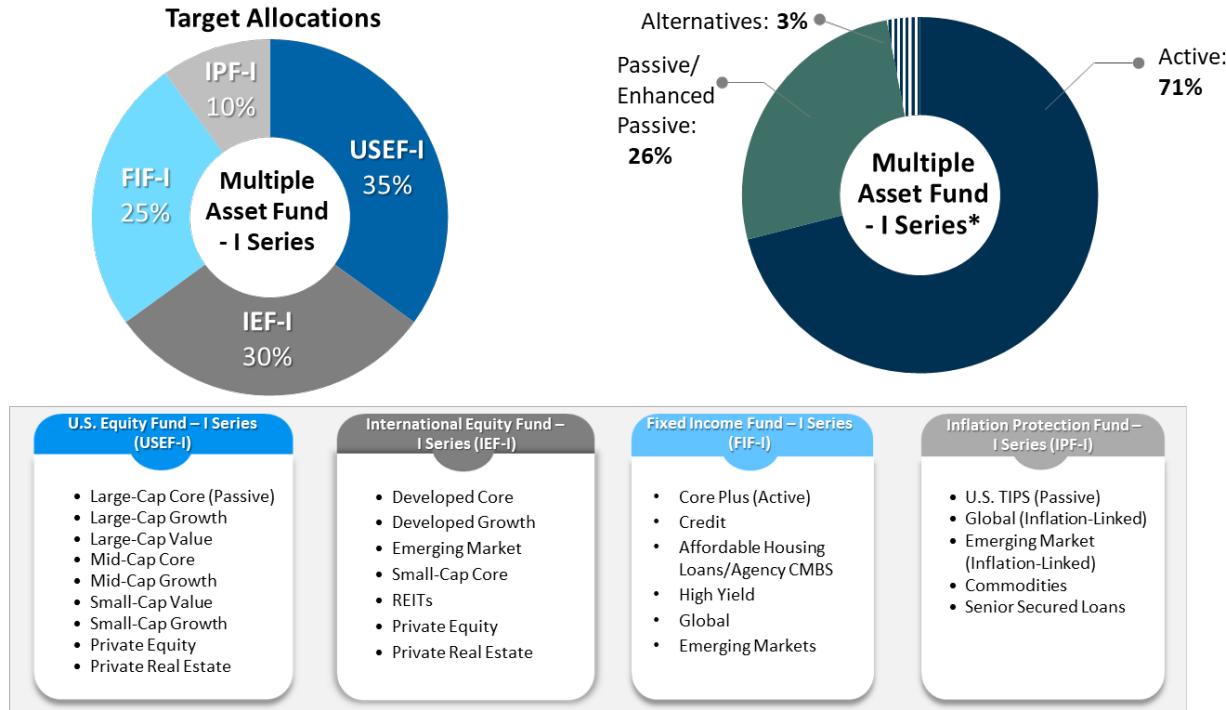 Target Allocations
IPF-I
10%
USEF-I
35%
FIF-I
25%
Multiple
Asset Fund
- I Series
IEF-I
30%
Alternatives: 3%
Passive/
Enhanced
Passive:
26%
Active:
71%
Multiple
Asset Fund
- I Series*
U.S. Equity Fund – I Series
(USEF-I)
• Large-Cap Core (Passive)
• Large-Cap Growth
• Large-Cap Value
• Mid-Cap Core
• Mid-Cap Growth
• Small-Cap Value
• Small-Cap Growth
• Private Equity
• Private Real Estate
International Equity Fund –
I Series (IEF-I)
• Developed Core
• Developed Growth
• Emerging Market
• Small-Cap Core
• REITs
• Private Equity
• Private Real Estate
Fixed Income Fund – I Series
(FIF-I)
• Core Plus (Active)
• Credit
• Affordable Housing
Loans/Agency CMBS
• High Yield
• Global
• Emerging Markets
Inflation Protection Fund –
I Series (IPF-I)
• U.S. TIPS (Passive)
• Global (Inflation-Linked)
• Emerging Market
(Inflation-Linked)
• Commodities
• Senior Secured Loans